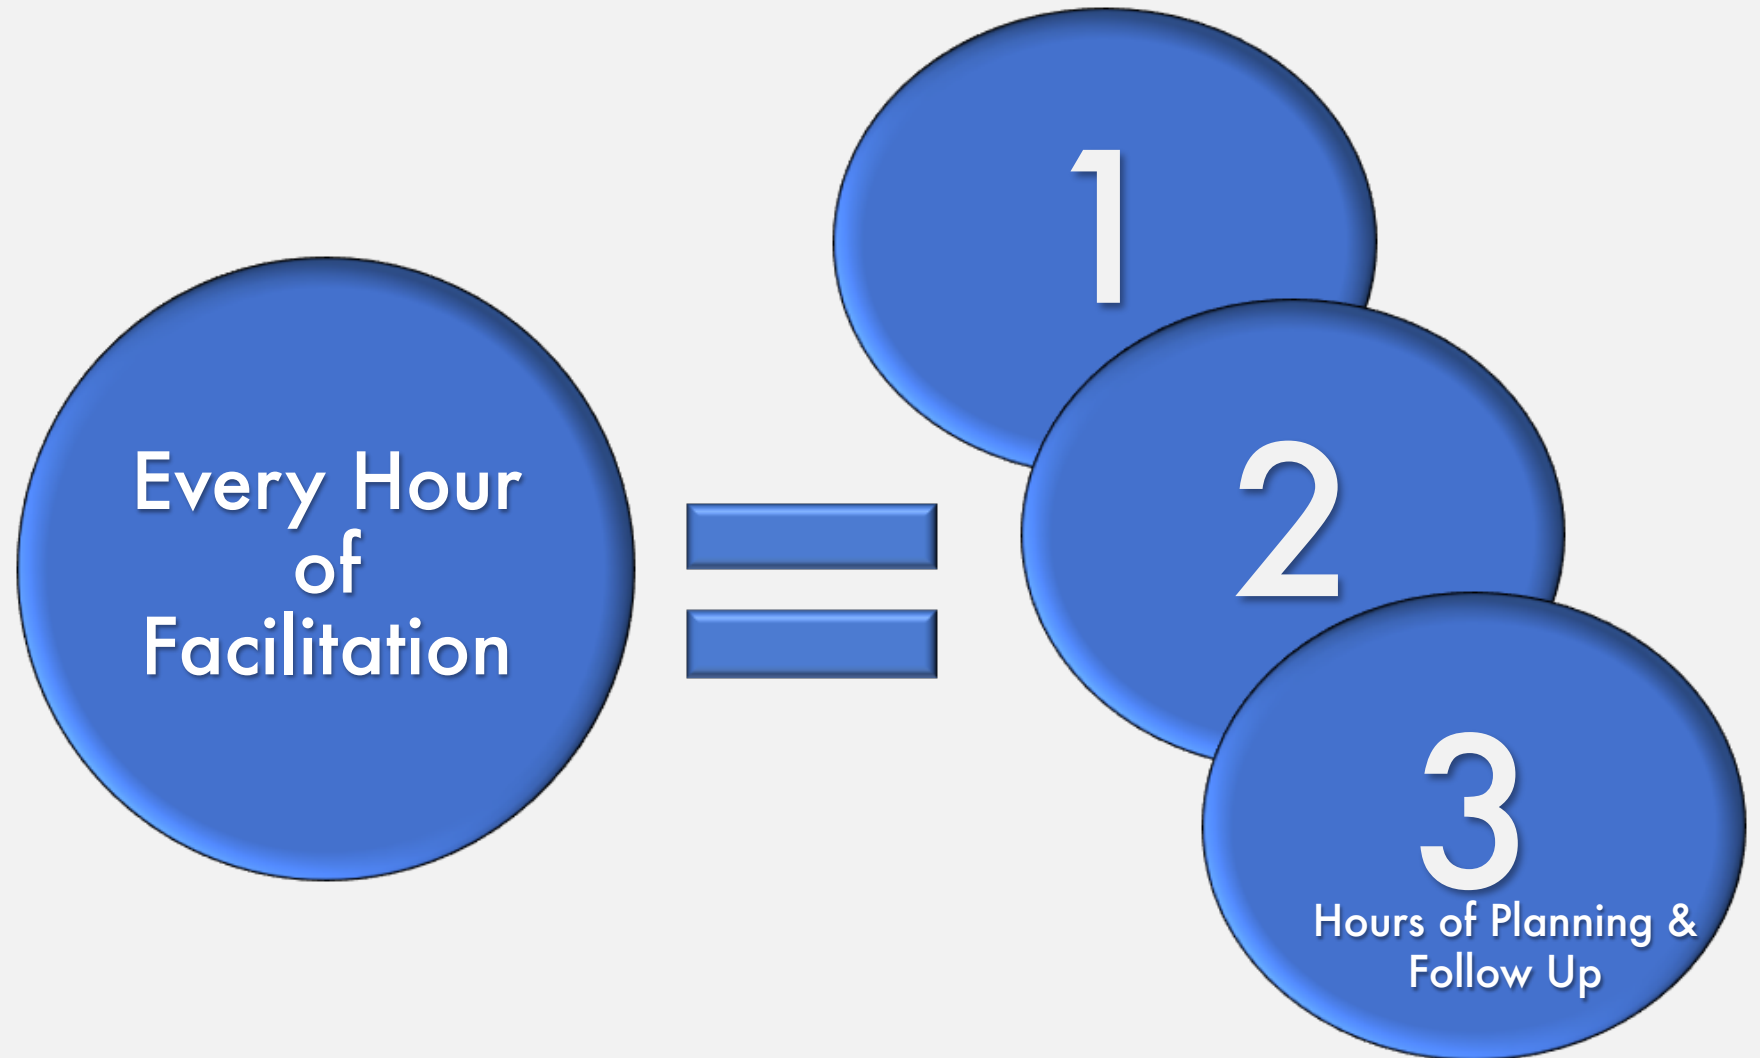 Every Hour
of
Facilitation
1
2
3
Hours of Planning &
Follow Up